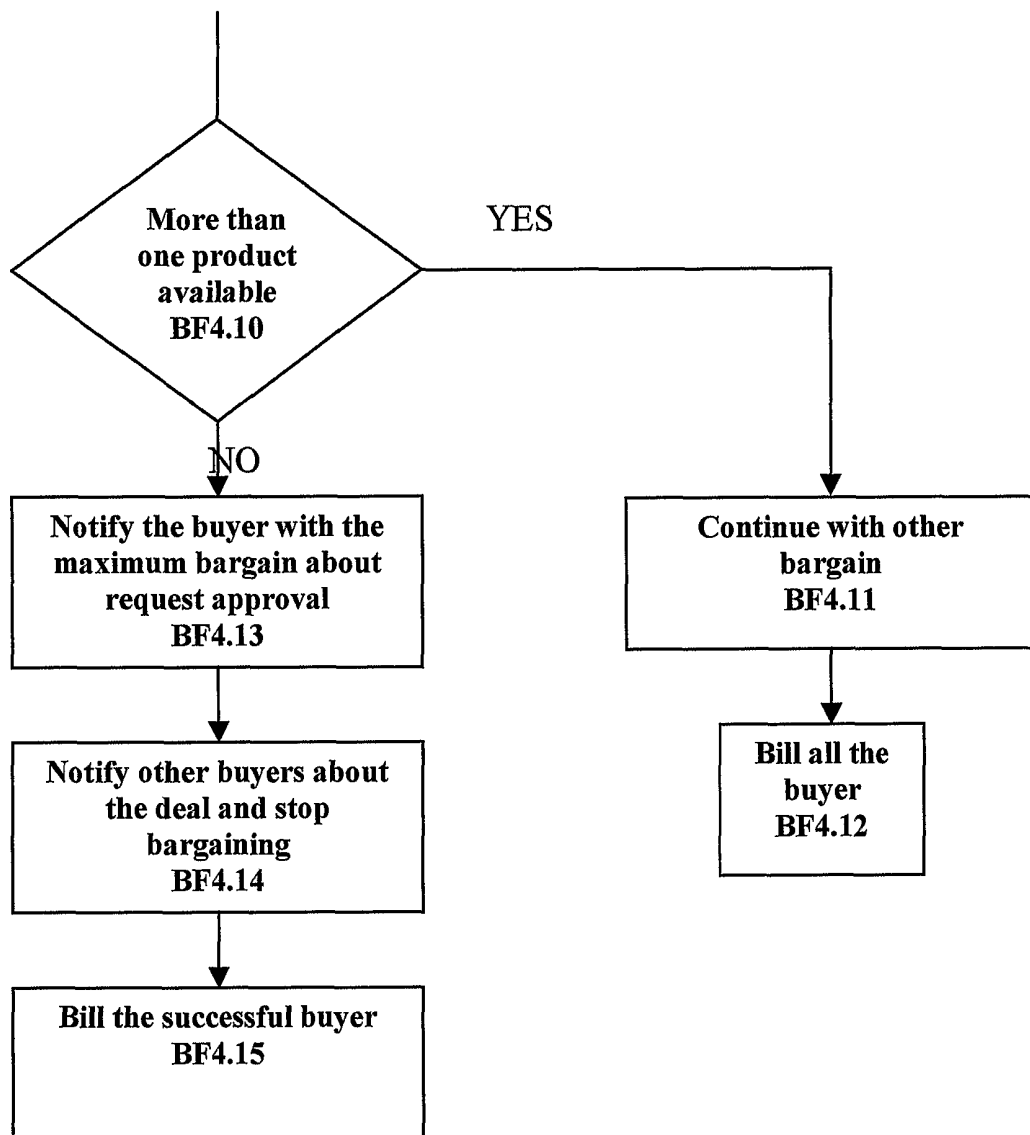 More than
one product
available
BF4.10
YES
NO
Notify the buyer with the
maximum bargain about
request approval
BF4.13
Continue with other
bargain
BF4.11
Notify other buyers about
the deal and stop
bargaining
BF4.14
Bill all the
buyer
BF4.12
Bill the successful buyer
BF4.15